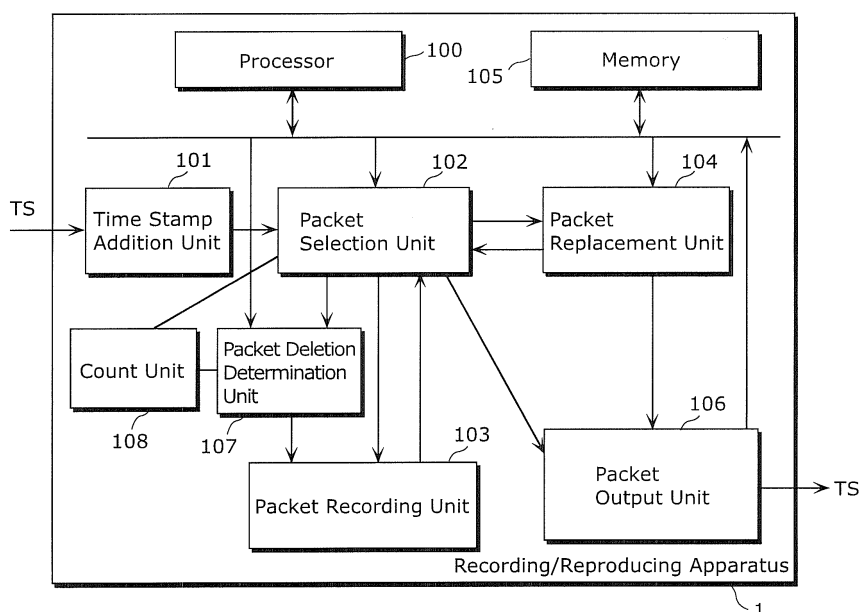 Processor
100
105
Memory
101
102
104
TS
Time Stamp
Addition Unit
Packet
Selection Unit
Packet
Replacement Unit
Count Unit
Packet Deletion
Determination
Unit
108
107
103
106
Packet Recording Unit
Packet
Output Unit
TS
Recording/Reproducing Apparatus
1